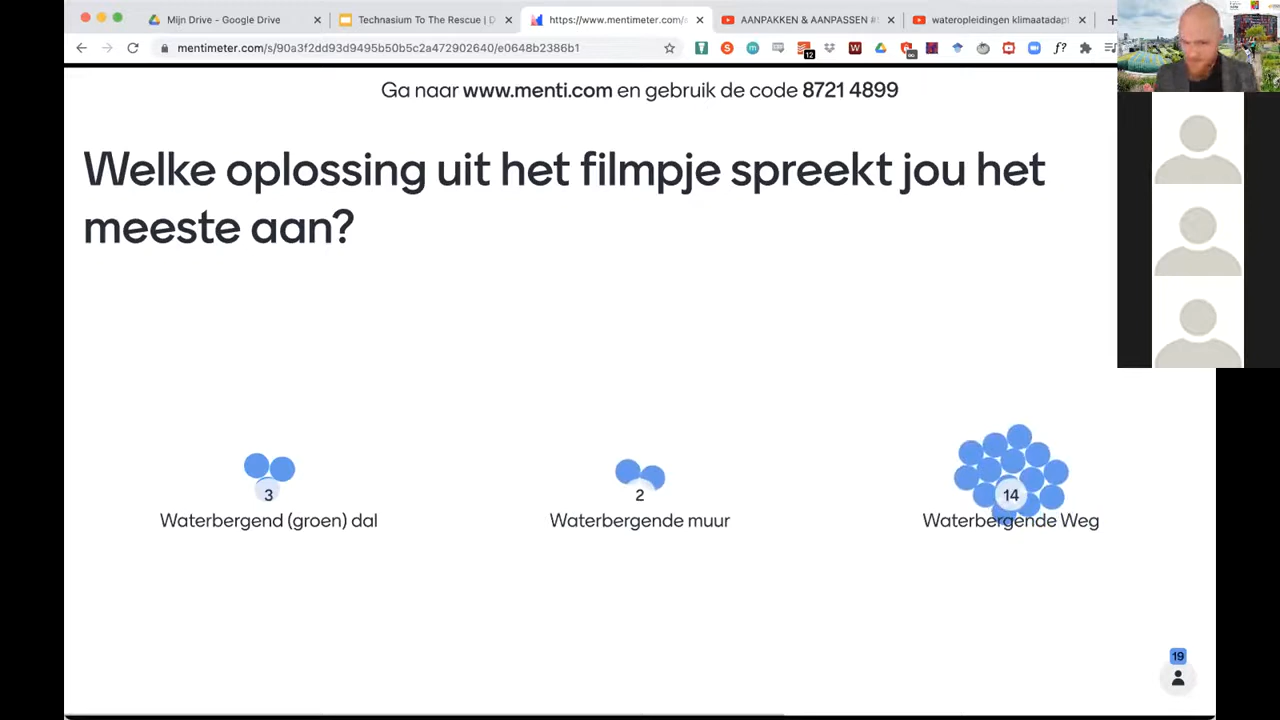 Mijn Drive - Google Drive
Technasium To The Rescue | D
https://www.mentimeter.com/
AANPAKKEN & AANPASSEN #
wateropleidingen klimaatadap
mentimeter.com/s/90a3f2dd93d9495b50b5c2a472902640/e0648b2386b1
12
f?
Ga naar www.menti.com en gebruik de code 8721 4899
Welke oplossing uit het filmpje spreekt jou het
meeste aan?
3
2
14
Waterbergend (groen) dal
Waterbergende muur
Waterbergende Weg
19